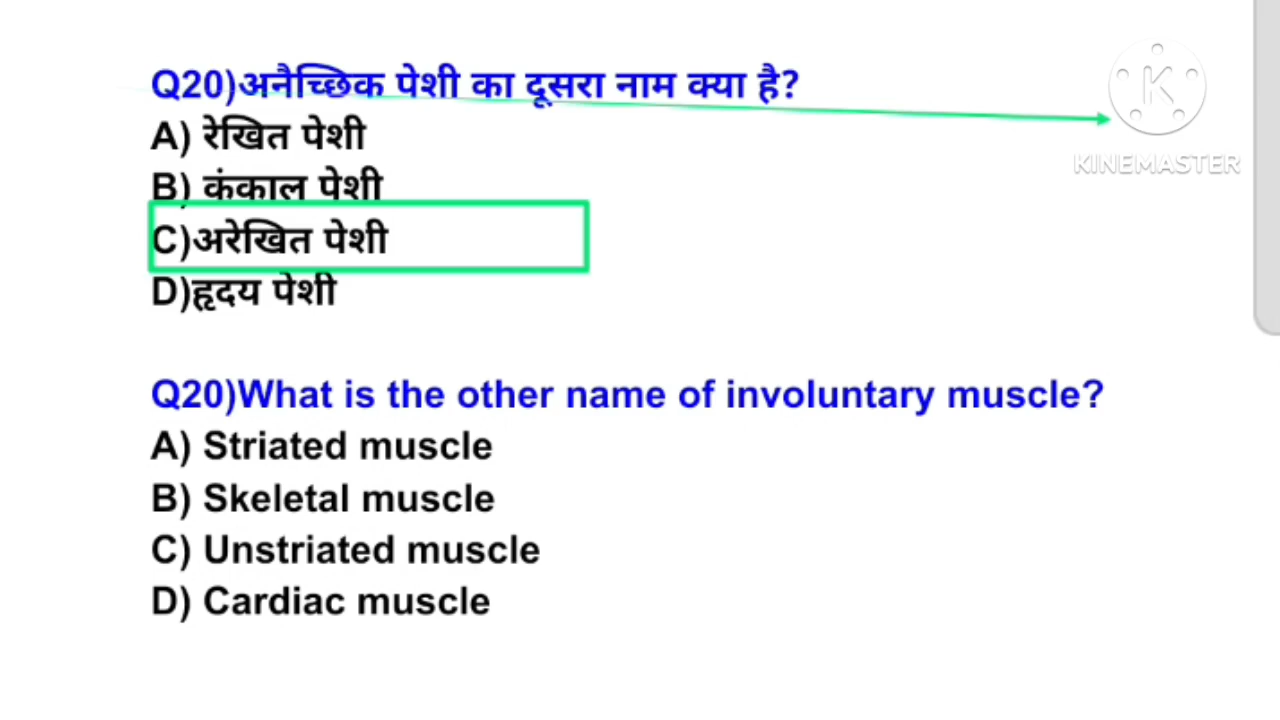 Q20)अनैच्छिक पेशी का दूसरा नाम क्या है?
A) रेखित पेशी
B) कंकाल पेशी
C)अरेखित पेशी
D)हृदय पेशी
KINEMASTER
Q20)What is the other name of involuntary muscle?
A) Striated muscle
B) Skeletal muscle
C) Unstriated muscle
D) Cardiac muscle